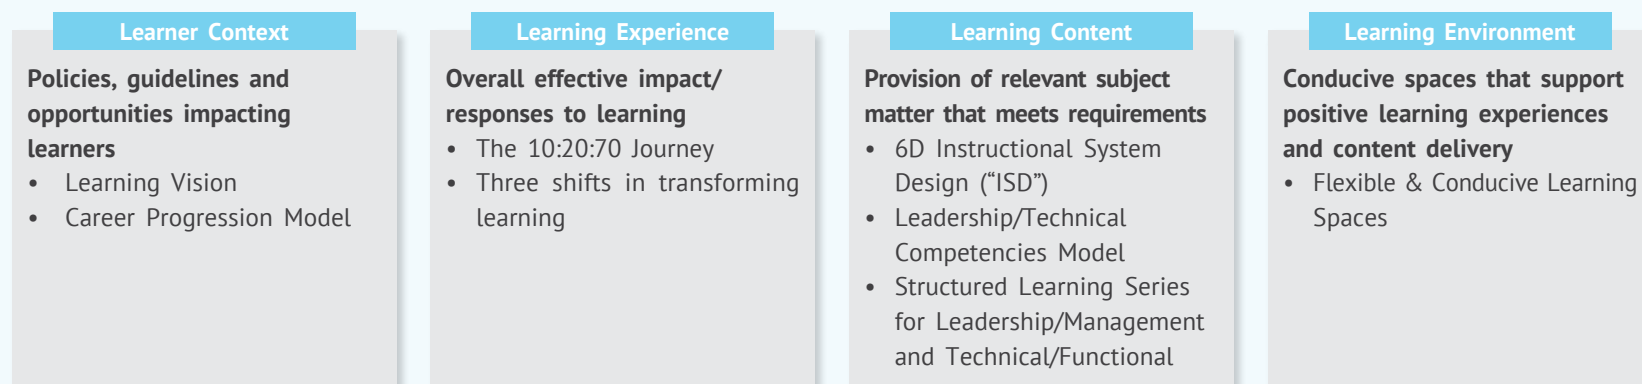 Learner Context
Policies, guidelines and
opportunities impacting
learners
• Learning Vision
• Career Progression Model
Learning Experience
Overall effective impact/
responses to learning
• The 10:20:70 Journey
• Three shifts in transforming
learning
Learning Content
Provision of relevant subject
matter that meets requirements
• 6D Instructional System
Design (“ISD”)
• Leadership/Technical
Competencies Model
• Structured Learning Series
for Leadership/Management
and Technical/Functional
Learning Environment
Conducive spaces that support
positive learning experiences
and content delivery
• Flexible & Conducive Learning
Spaces